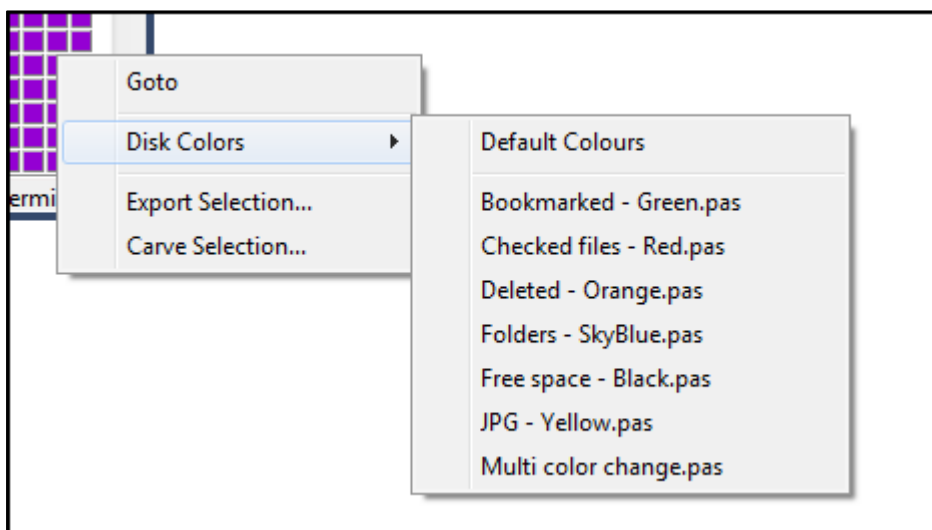 Goto
Disk Colors
Default Colours
ermi
Export Selection...
Bookmarked - Green.pas
Carve Selection...
Checked files - Red.pas
Deleted - Orange.pas
Folders - SkyBlue.pas
Free space - Black.pas
JPG - Yellow.pas
Multi color change.pas